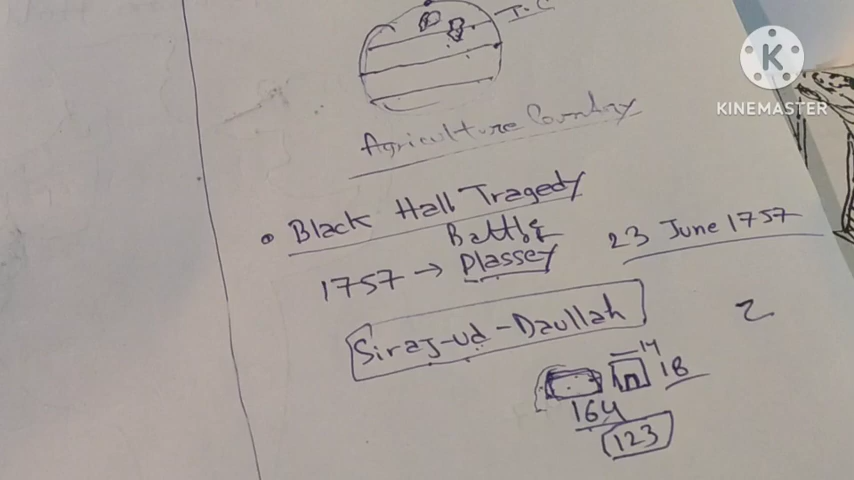 I.C
KINEMASTER
Agriculture Country
• Black Hall Tragedy
Battle
1757 → Plassey
23 June 1757
Siraj-ud-Daullah
14
18
164
123